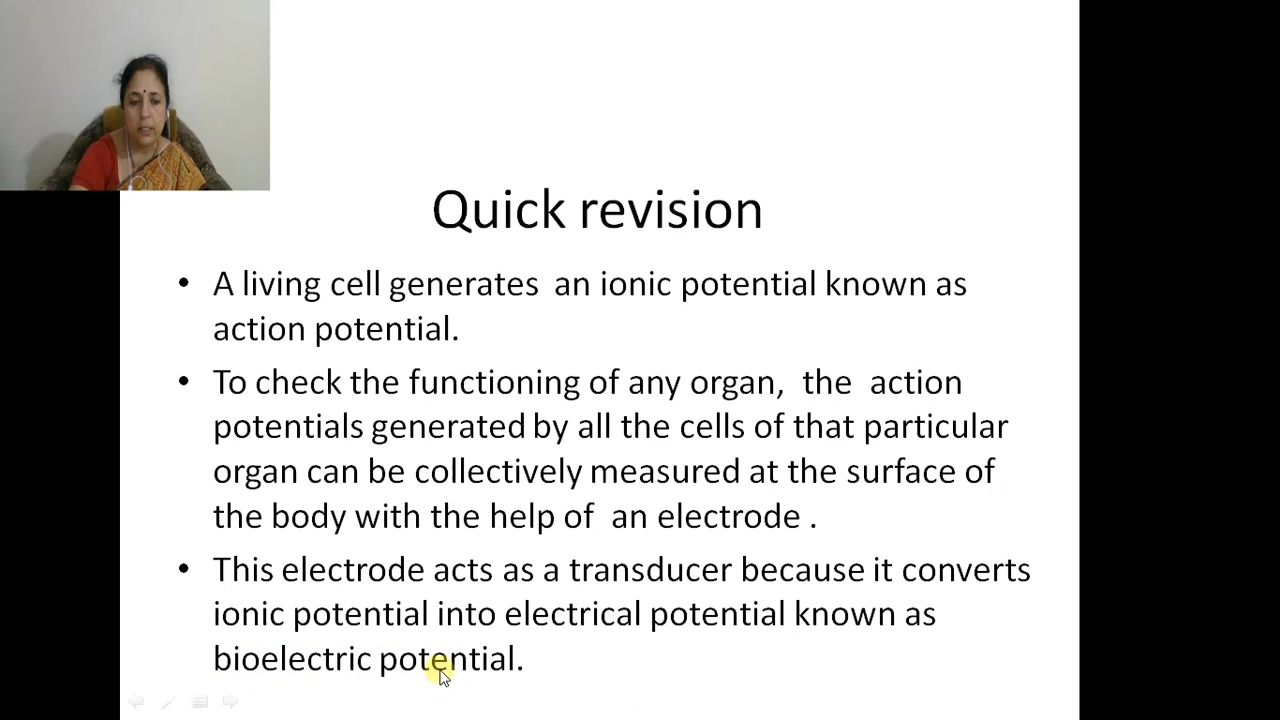 Quick revision
• A living cell generates an ionic potential known as
action potential.
• To check the functioning of any organ, the action
potentials generated by all the cells of that particular
organ can be collectively measured at the surface of
the body with the help of an electrode .
• This electrode acts as a transducer because it converts
ionic potential into electrical potential known as
bioelectric potential.